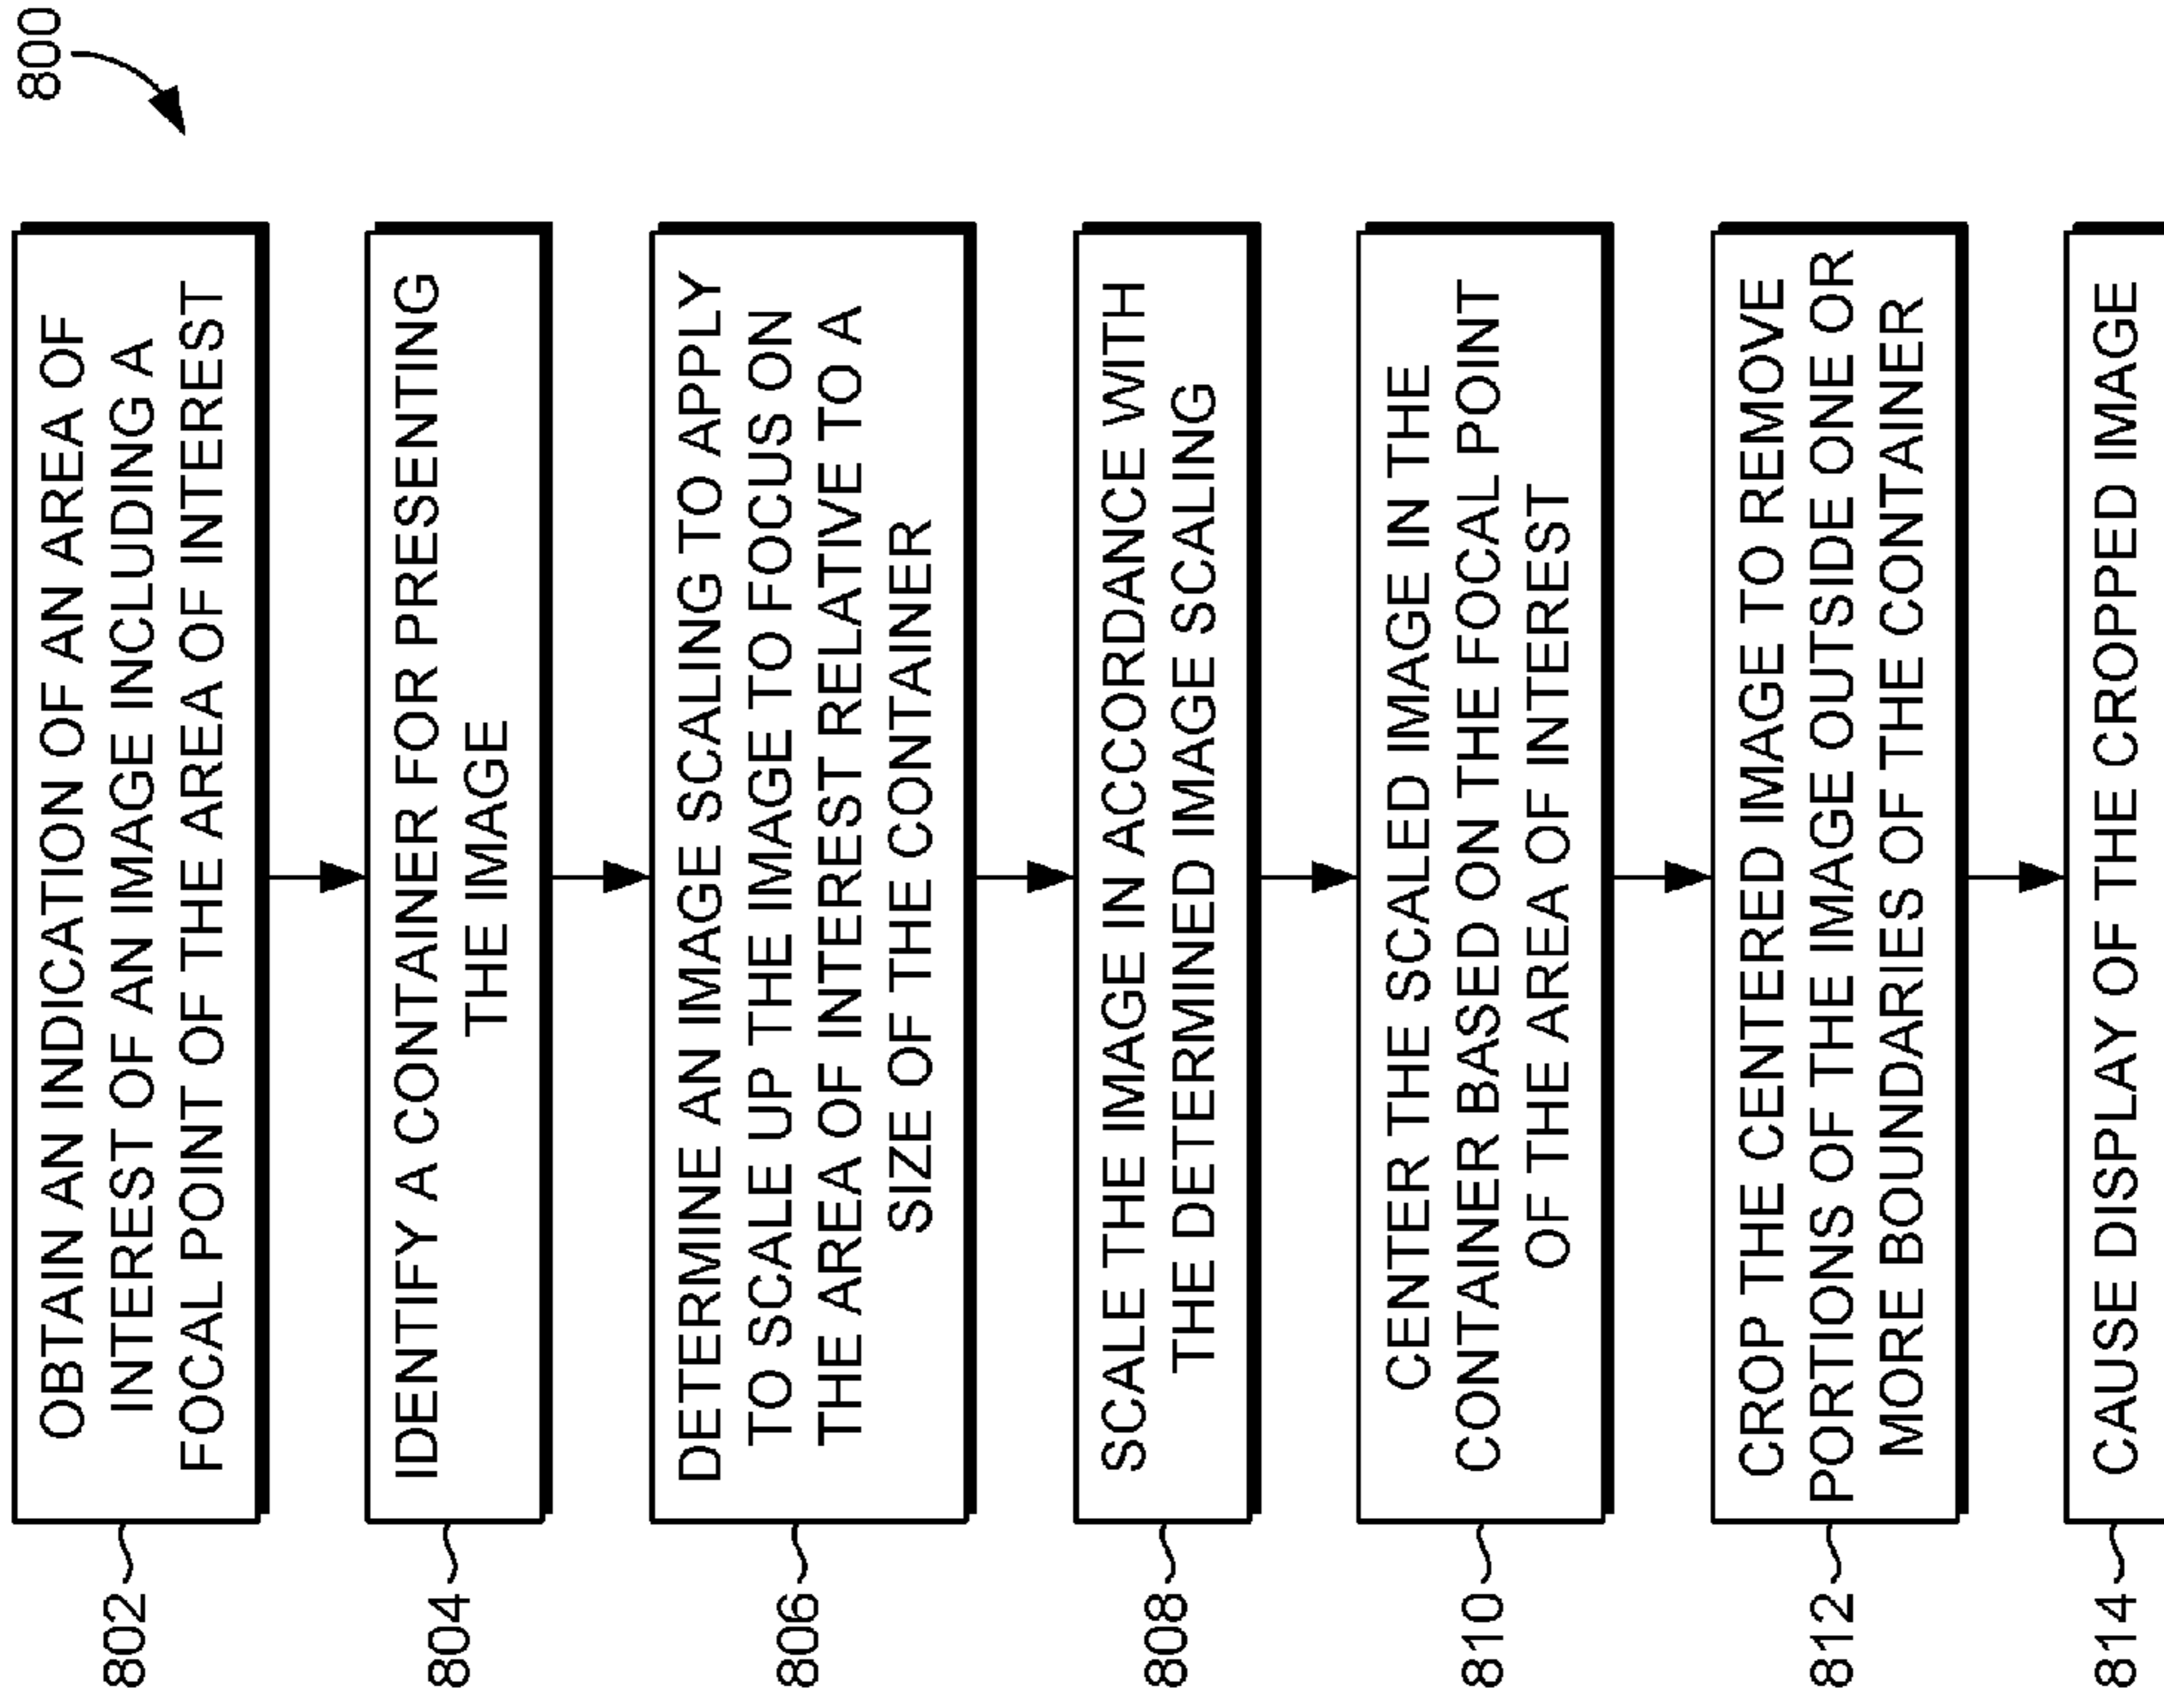 800
802
OBTAIN AN INDICATION OF AN AREA OF
INTEREST OF AN IMAGE INCLUDING A
FOCAL POINT OF THE AREA OF INTEREST
804
IDENTIFY A CONTAINER FOR PRESENTING
THE IMAGE
806
DETERMINE AN IMAGE SCALING TO APPLY
TO SCALE UP THE IMAGE TO FOCUS ON
THE AREA OF INTEREST RELATIVE TO A
SIZE OF THE CONTAINER
808
SCALE THE IMAGE IN ACCORDANCE WITH
THE DETERMINED IMAGE SCALING
810
CENTER THE SCALED IMAGE IN THE
CONTAINER BASED ON THE FOCAL POINT
OF THE AREA OF INTEREST
812
CROP THE CENTERED IMAGE TO REMOVE
PORTIONS OF THE IMAGE OUTSIDE ONE OR
MORE BOUNDARIES OF THE CONTAINER
814
CAUSE DISPLAY OF THE CROPPED IMAGE